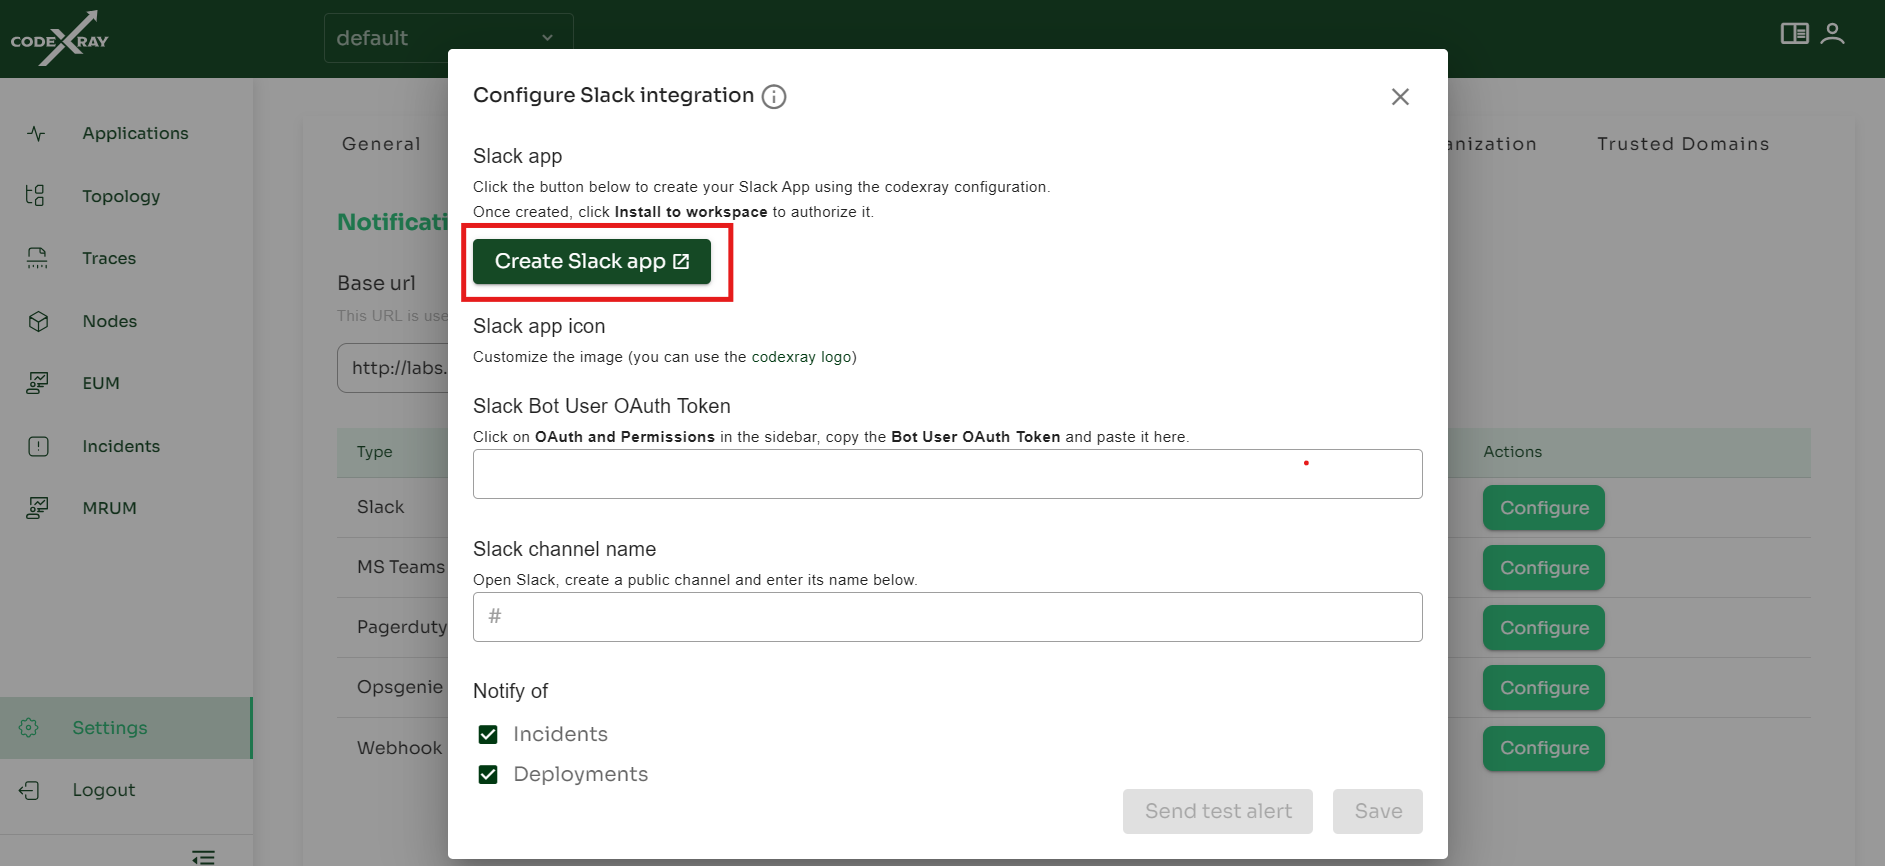 CODEXRAY
default
Configure Slack integration
General
anization
Trusted Domains
Applications
Topology
Traces
Nodes
EUM
Incidents
MRUM
Settings
Logout
Notificati
Base url
This URL is use
http://labs.
Type
Actions
Slack
Configure
MS Teams
Configure
Pagerduty
Configure
Opsgenie
Configure
Webhook
Configure
Slack app
Click the button below to create your Slack App using the codexray configuration.
Once created, click Install to workspace to authorize it.
Create Slack app
Slack app icon
Customize the image (you can use the codexray logo)
Slack Bot User OAuth Token
Click on OAuth and Permissions in the sidebar, copy the Bot User OAuth Token and paste it here.
Slack channel name
Open Slack, create a public channel and enter its name below.
#
Notify of
Incidents
Deployments
Send test alert
Save